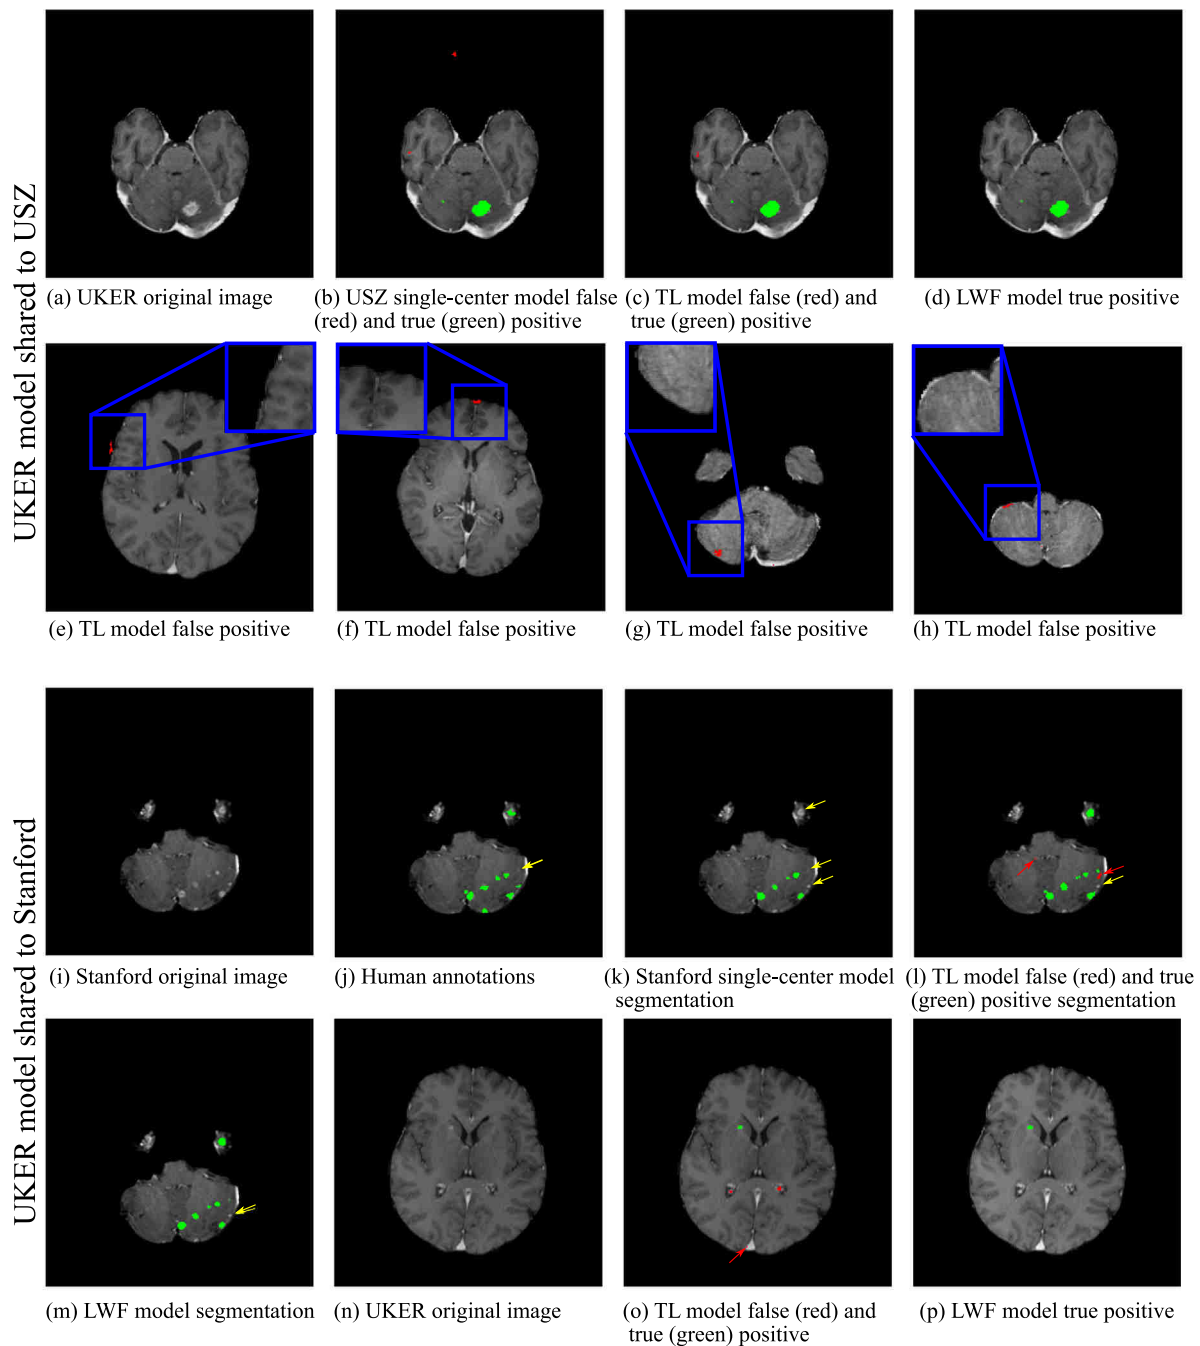 UKER model shared to USZ
(a) UKER original image
(b) USZ single-center model false
(red) and true (green) positive
(c) TL model false (red) and
true (green) positive
(d) LWF model true positive
(e) TL model false positive
(f) TL model false positive
(g) TL model false positive
(h) TL model false positive
UKER model shared to Stanford
(i) Stanford original image
(j) Human annotations
(k) Stanford single-center model
segmentation
(l) TL model false (red) and true
(green) positive segmentation
(m) LWF model segmentation
(n) UKER original image
(o) TL model false (red) and
true (green) positive
(p) LWF model true positive